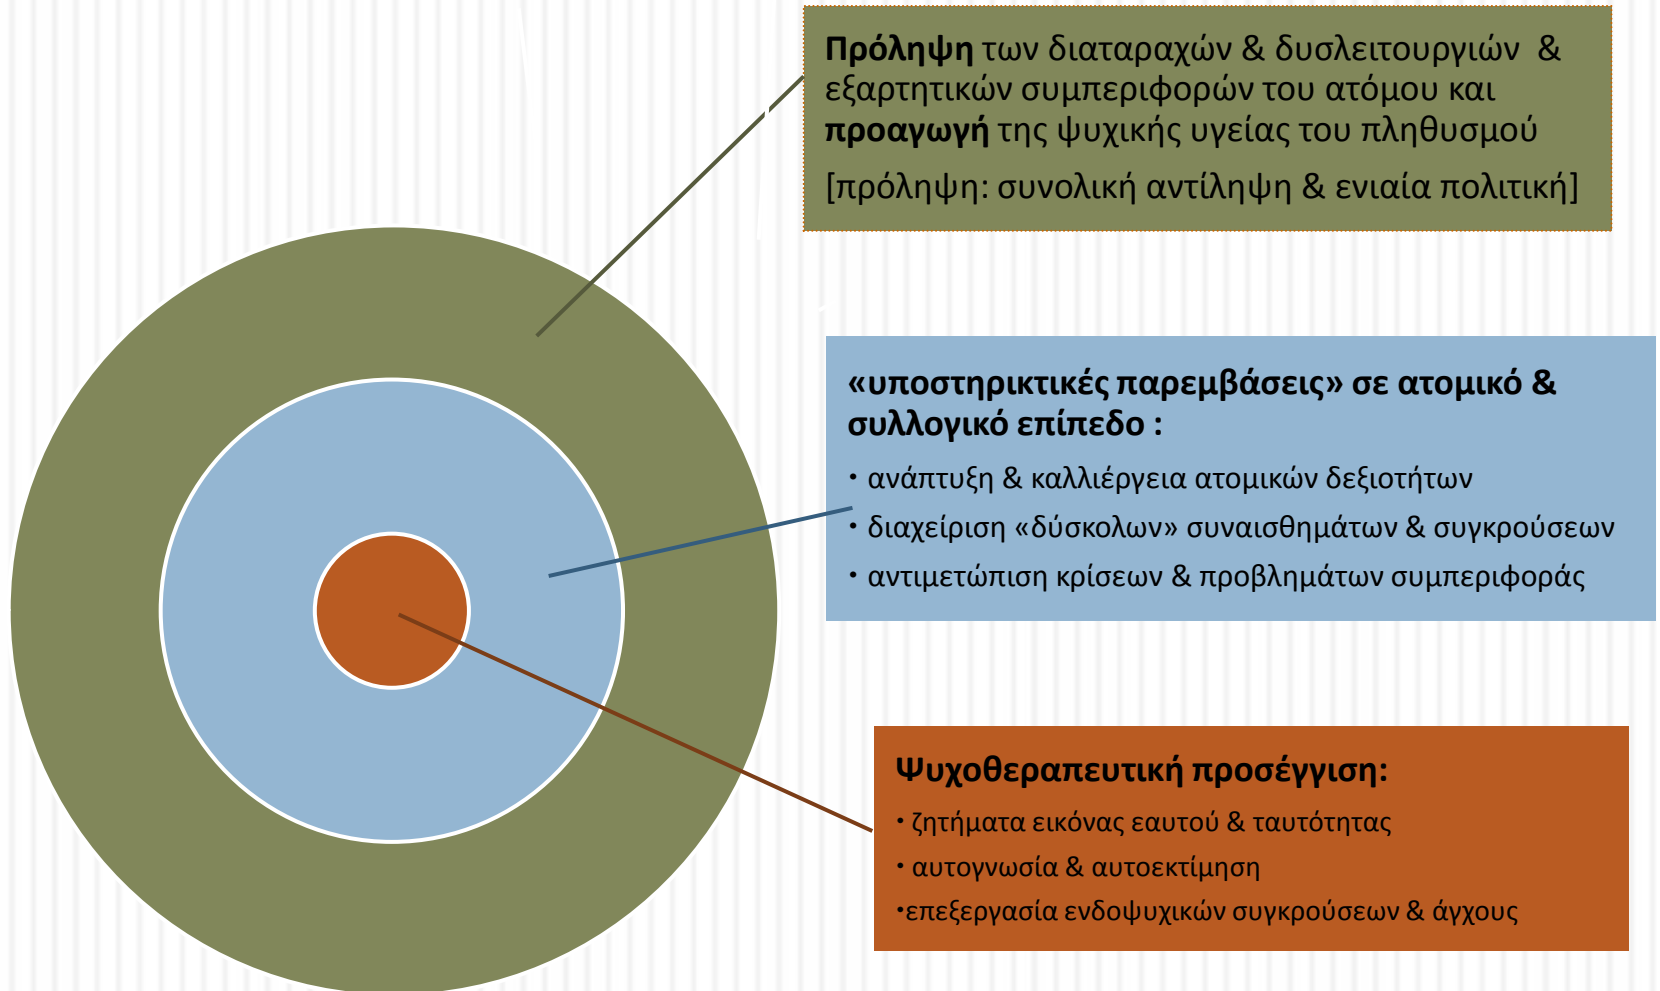 Πρόληψη των διαταραχών & δυσλειτουργιών &
εξαρτητικών συμπεριφορών του ατόμου και
προαγωγή της ψυχικής υγείας του πληθυσμού
[πρόληψη: συνολική αντίληψη & ενιαία πολιτική]
«υποστηρικτικές παρεμβάσεις» σε ατομικό &
συλλογικό επίπεδο :
· ανάπτυξη & καλλιέργεια ατομικών δεξιοτήτων
· διαχείριση «δύσκολων» συναισθημάτων & συγκρούσεων
· αντιμετώπιση κρίσεων & προβλημάτων συμπεριφοράς
Ψυχοθεραπευτική προσέγγιση:
· ζητήματα εικόνας εαυτού & ταυτότητας
· αυτογνωσία & αυτοεκτίμηση
·επεξεργασία ενδοψυχικών συγκρούσεων & άγχους